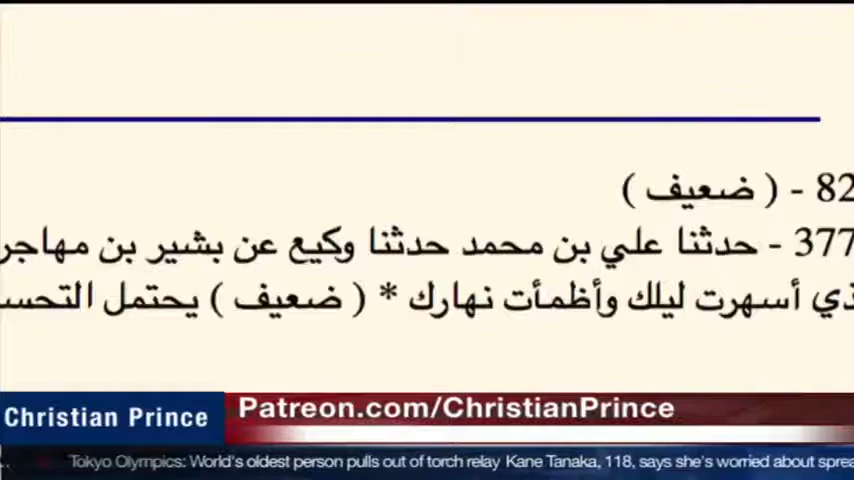 82 - ( ضعيف )
377 - حدثنا علي بن محمد حدثنا وكيع عن بشير بن مهاجر
ذي أسهرت ليلك وأظمأت نهارك * ( ضعيف ) يحتمل التحس
Christian Prince
Patreon.com/ChristianPrince
Tokyo Olympics: World's oldest person pulls out of torch relay Kane Tanaka, 118, says she's worried about sprea